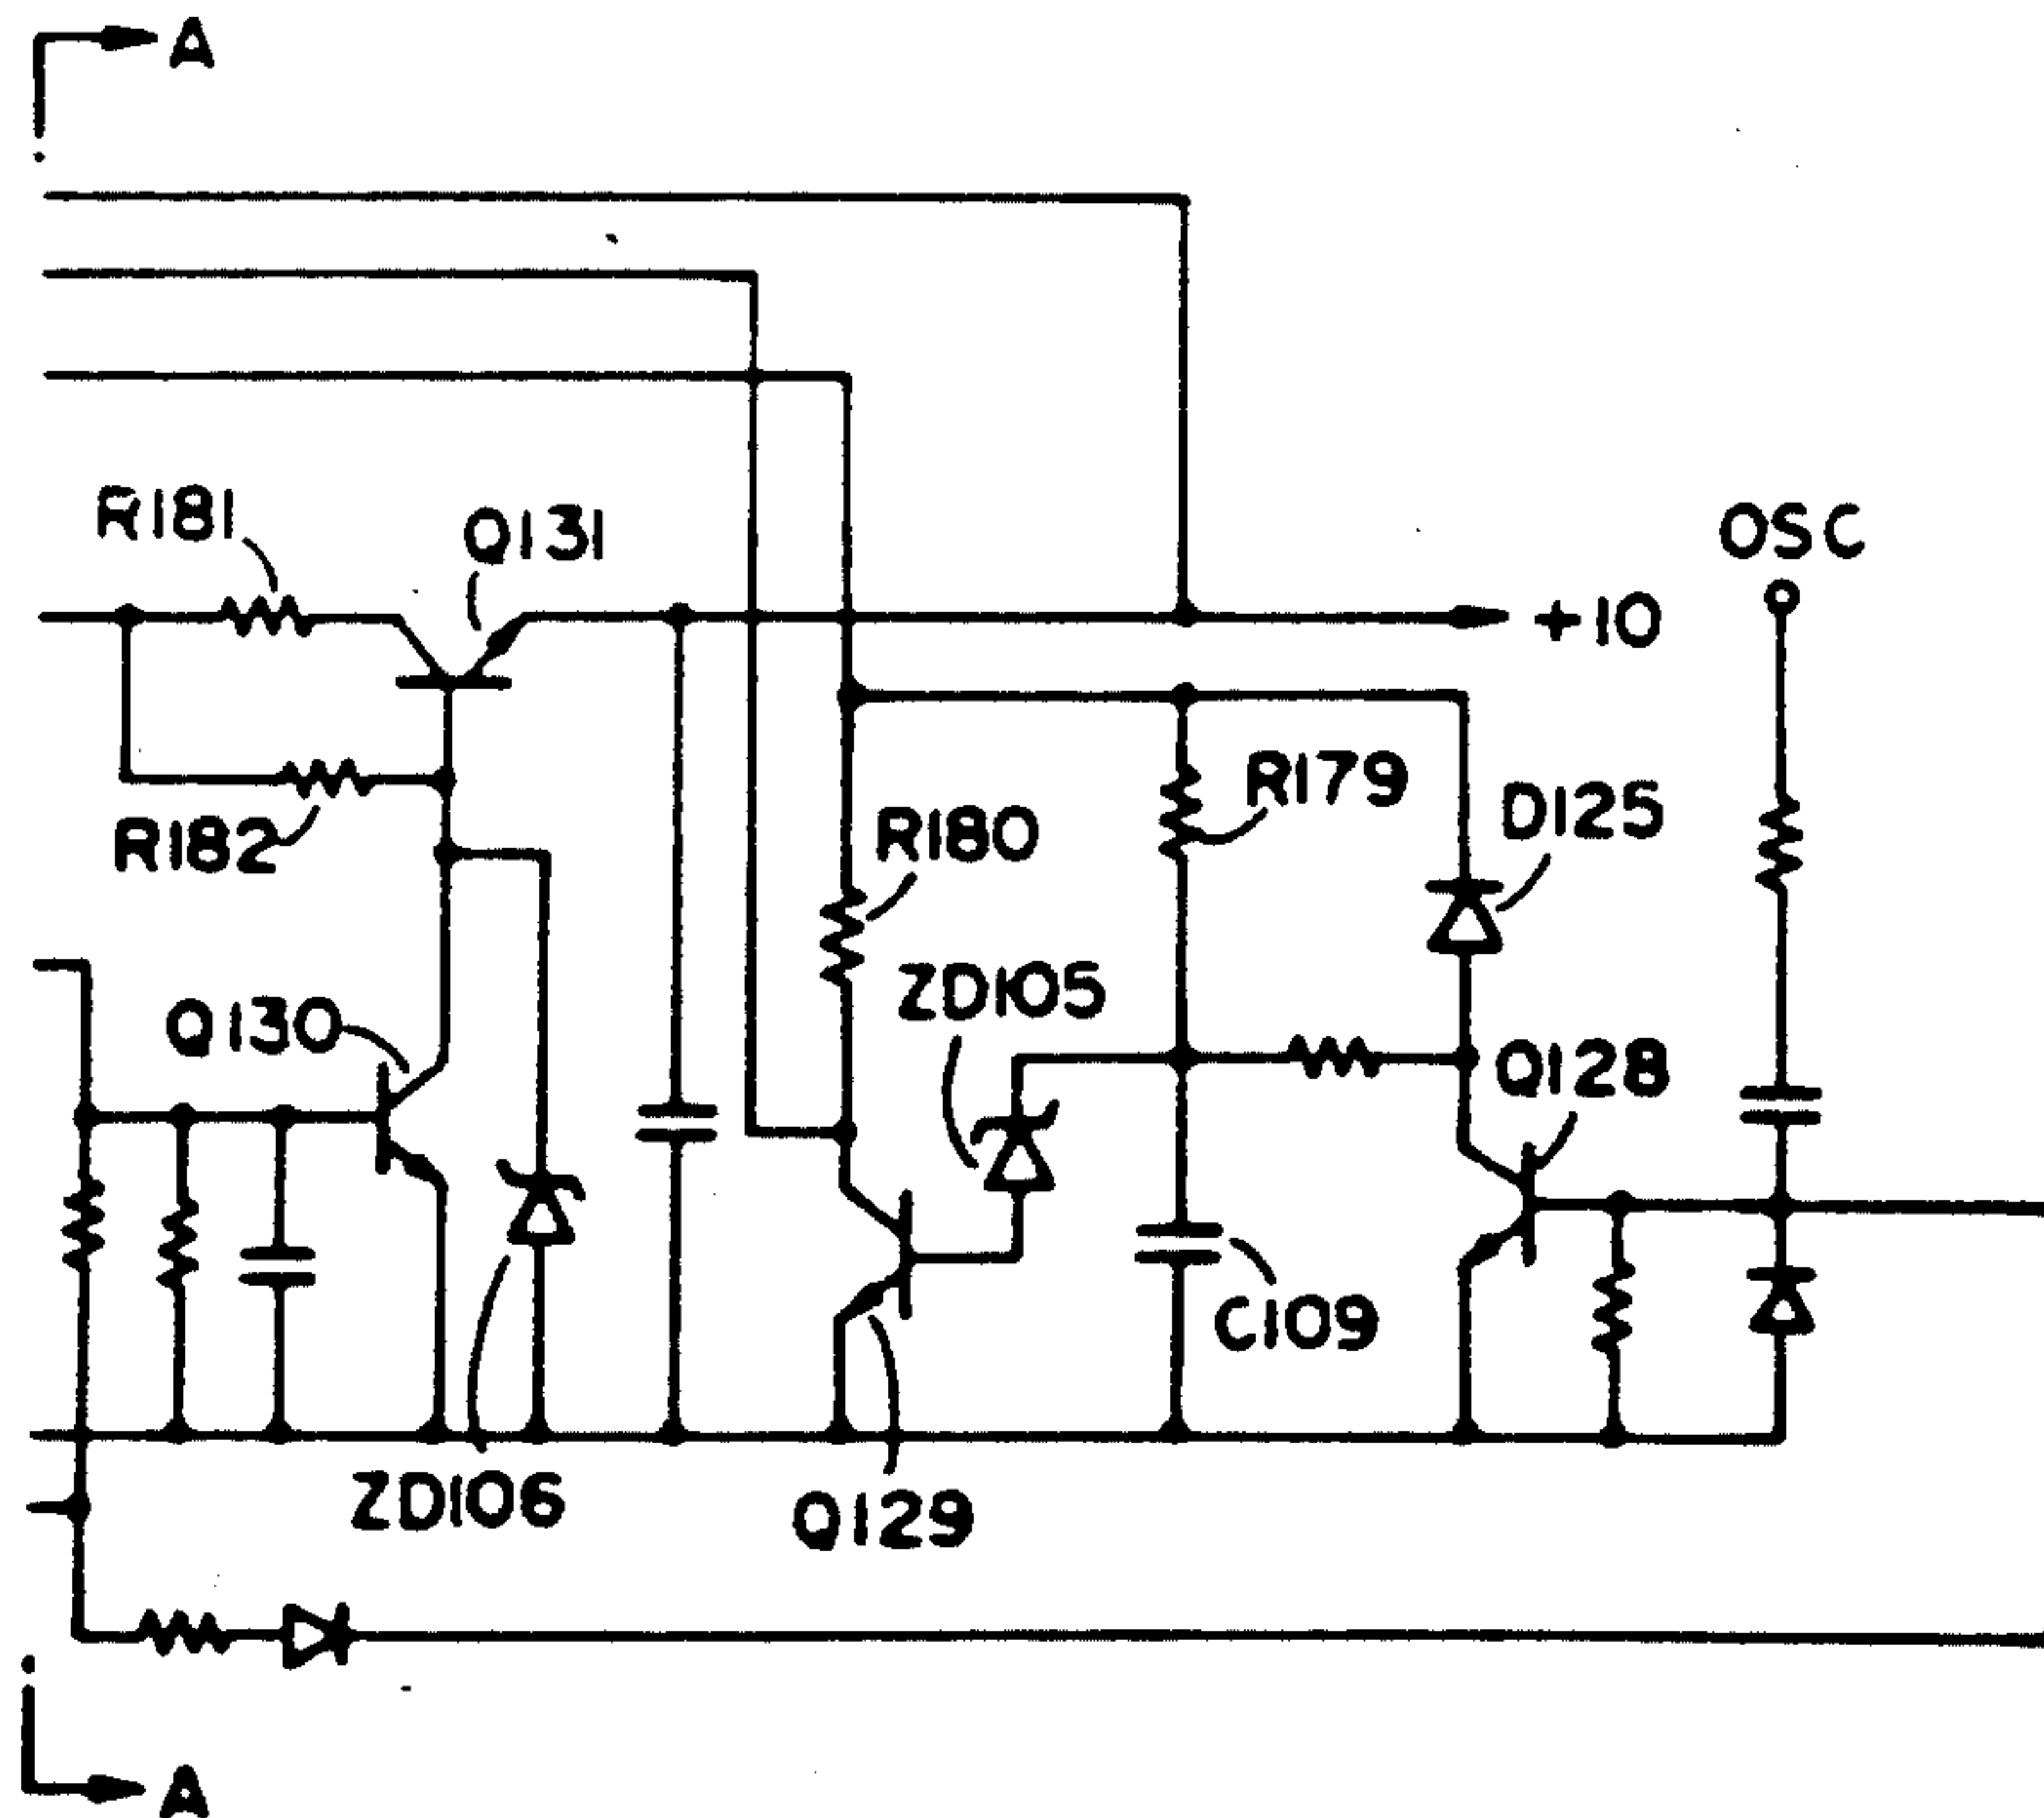 A
R181
Q131
OSC
+10
R182
R180
R179
D125
ZD105
Q130
Q128
C109
ZD106
Q129
A